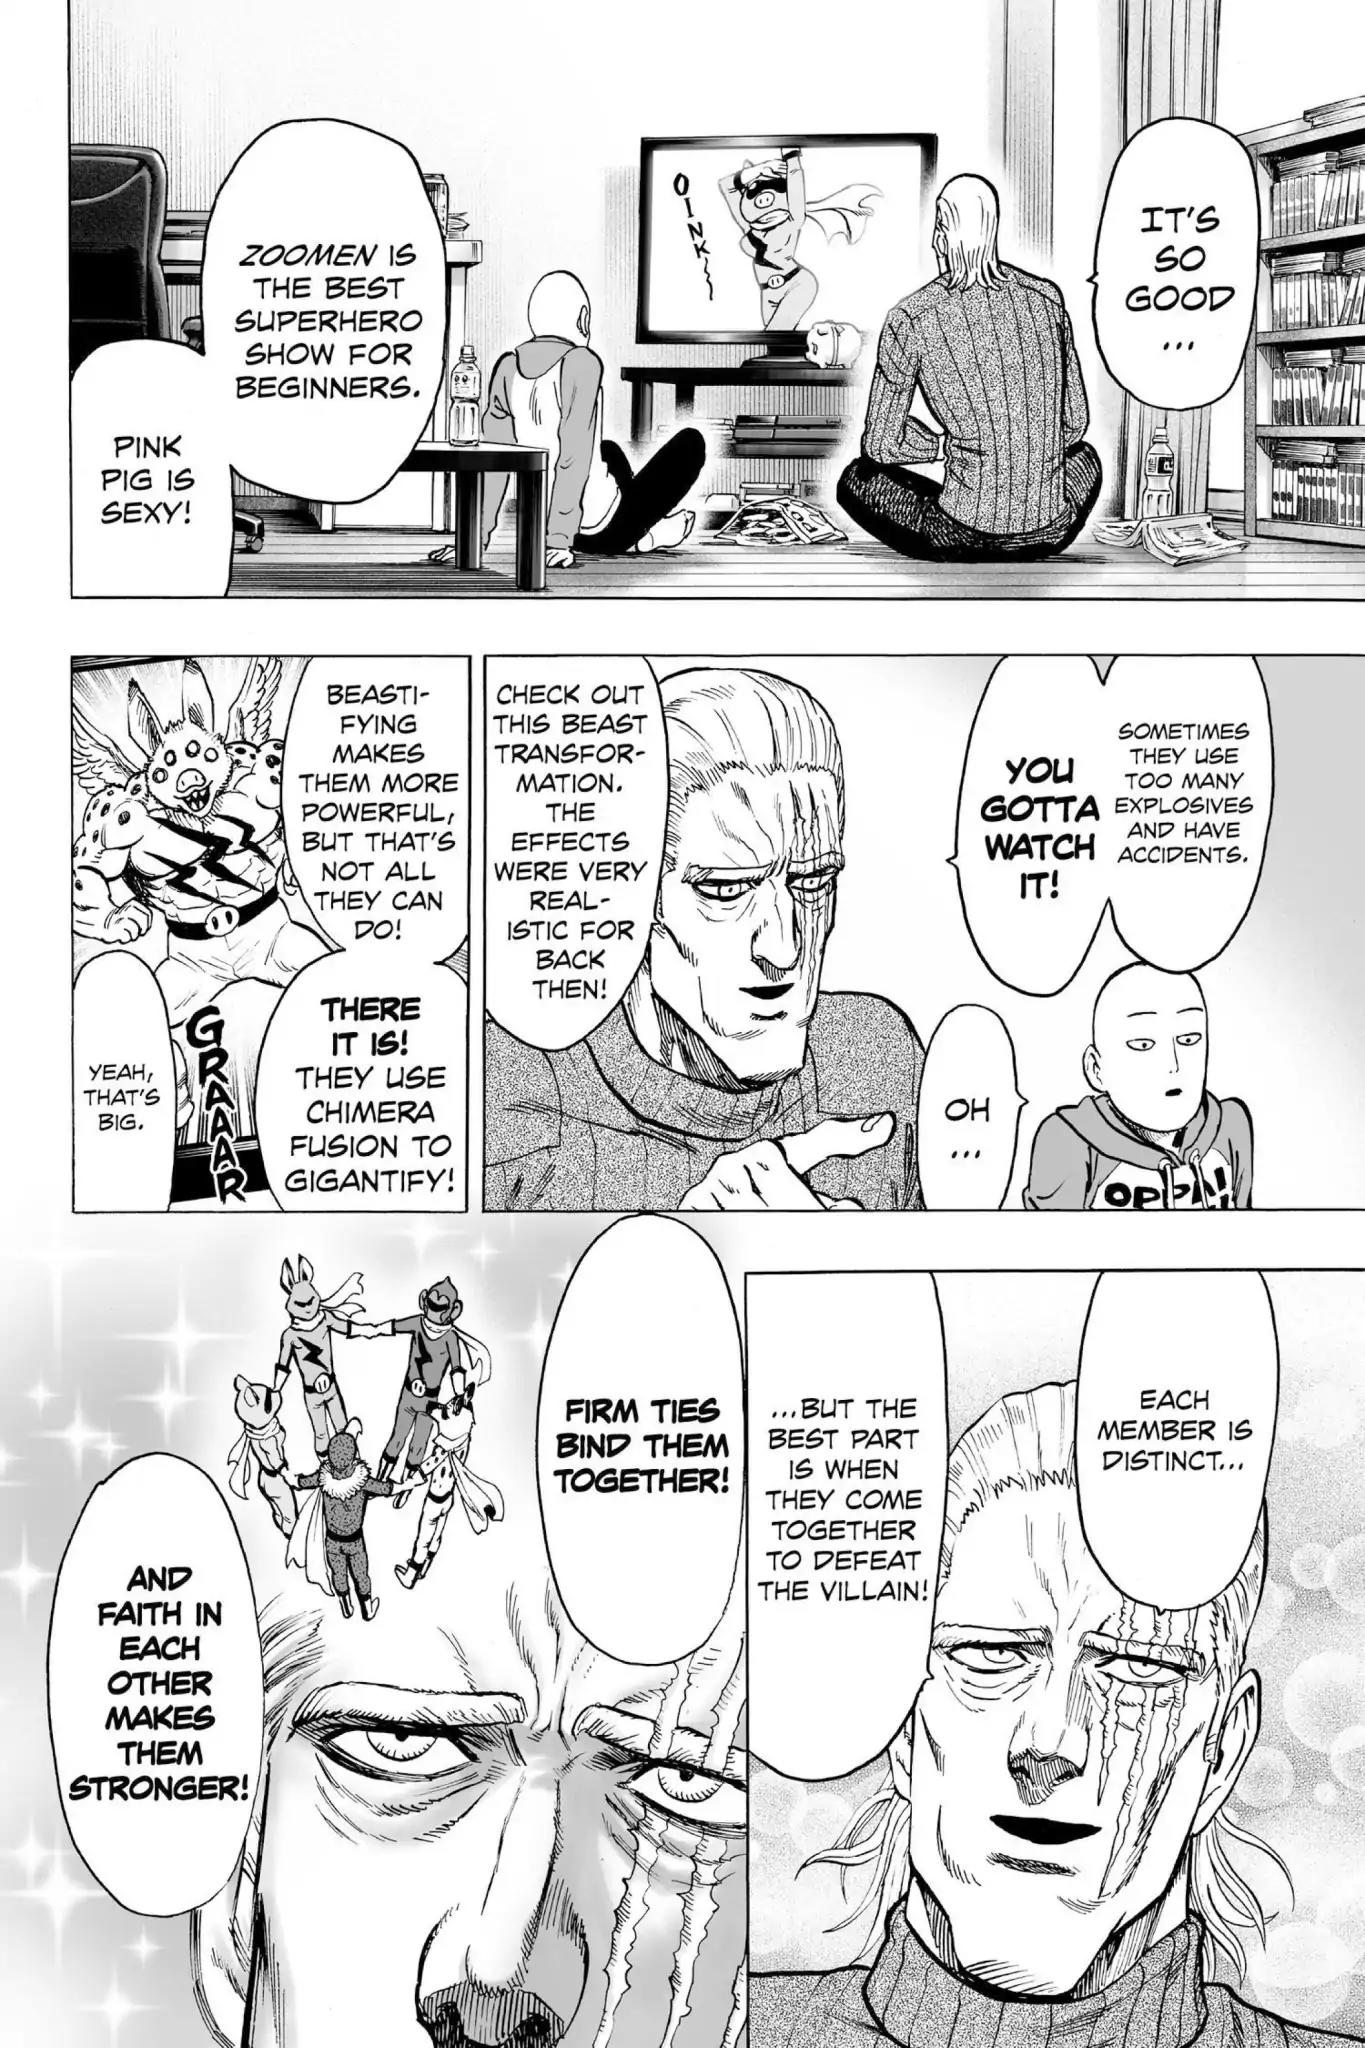 IT'S
SO
GOOD
...
OINK~
ZOOMEN IS
THE BEST
SUPERHERO
SHOW FOR
BEGINNERS.
PINK
PIG IS
SEXY!
SOMETIMES
THEY USE
TOO MANY
EXPLOSIVES
AND HAVE
ACCIDENTS.
YOU
GOTTA
WATCH
IT!
OH
...
OPPAI
CHECK OUT
THIS BEAST
TRANSFOR-
MATION.
THE
EFFECTS
WERE VERY
REAL-
ISTIC FOR
BACK
THEN!
BEASTI-
FYING
MAKES
THEM MORE
POWERFUL,
BUT THAT'S
NOT ALL
THEY CAN
DO!
THERE
IT IS!
THEY USE
CHIMERA
FUSION TO
GIGANTIFY!
GRAAAR
YEAH,
THAT'S
BIG.
EACH
MEMBER IS
DISTINCT...
...BUT THE
BEST PART
IS WHEN
THEY COME
TOGETHER
TO DEFEAT
THE VILLAIN!
FIRM TIES
BIND THEM
TOGETHER!
AND
FAITH IN
EACH
OTHER
MAKES
THEM
STRONGER!